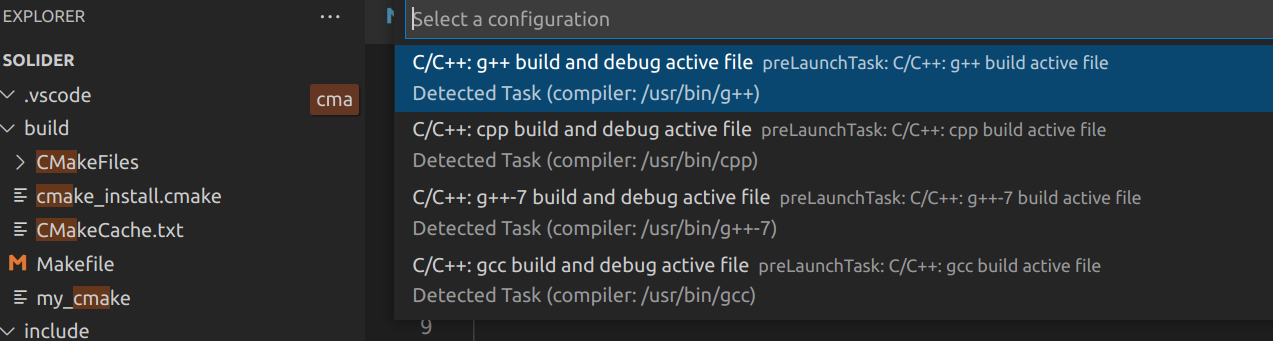 EXPLORER
...
SOLIDER
.vscode
cma
build
CMakeFiles
cmake_install.cmake
CMakeCache.txt
Makefile
my_cmake
include
Select a configuration
C/C++: g++ build and debug active file preLaunchTask: C/C++: g++ build active file
Detected Task (compiler: /usr/bin/g++)
C/C++: cpp build and debug active file preLaunchTask: C/C++: cpp build active file
Detected Task (compiler: /usr/bin/cpp)
C/C++: g++-7 build and debug active file preLaunchTask: C/C++: g++-7 build active file
Detected Task (compiler: /usr/bin/g++-7)
C/C++: gcc build and debug active file preLaunchTask: C/C++: gcc build active file
Detected Task (compiler: /usr/bin/gcc)
9